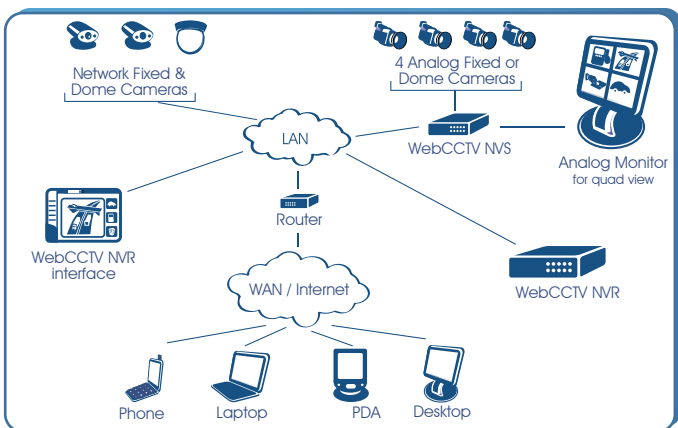 Network Fixed &
Dome Cameras
4 Analog Fixed or
Dome Cameras
LAN
WebCCTV NVS
Analog Monitor
for quad view
Router
WebCCTV NVR
interface
WAN / Internet
WebCCTV NVR
Phone
Laptop
PDA
Desktop